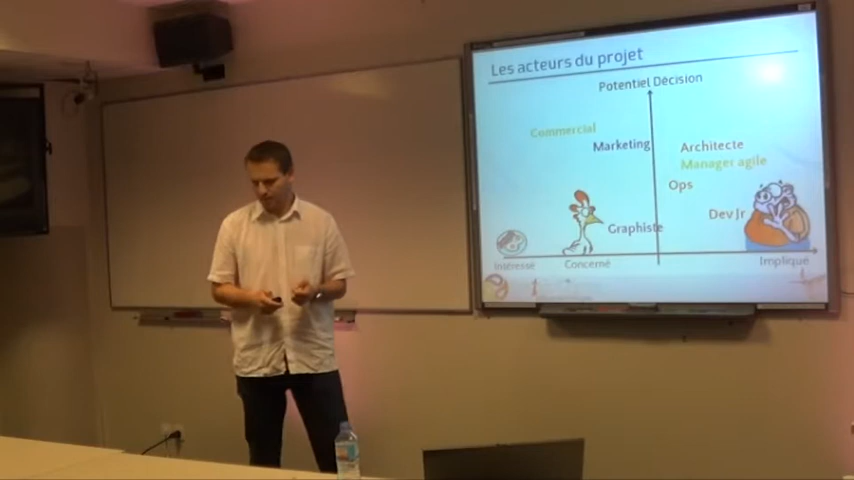 Les acteurs du projet
Potentiel Décision
Commercial
Marketing
Architecte
Manager agile
Ops
Dev Jr
Graphiste
Intéressé
Concerné
Impliqué